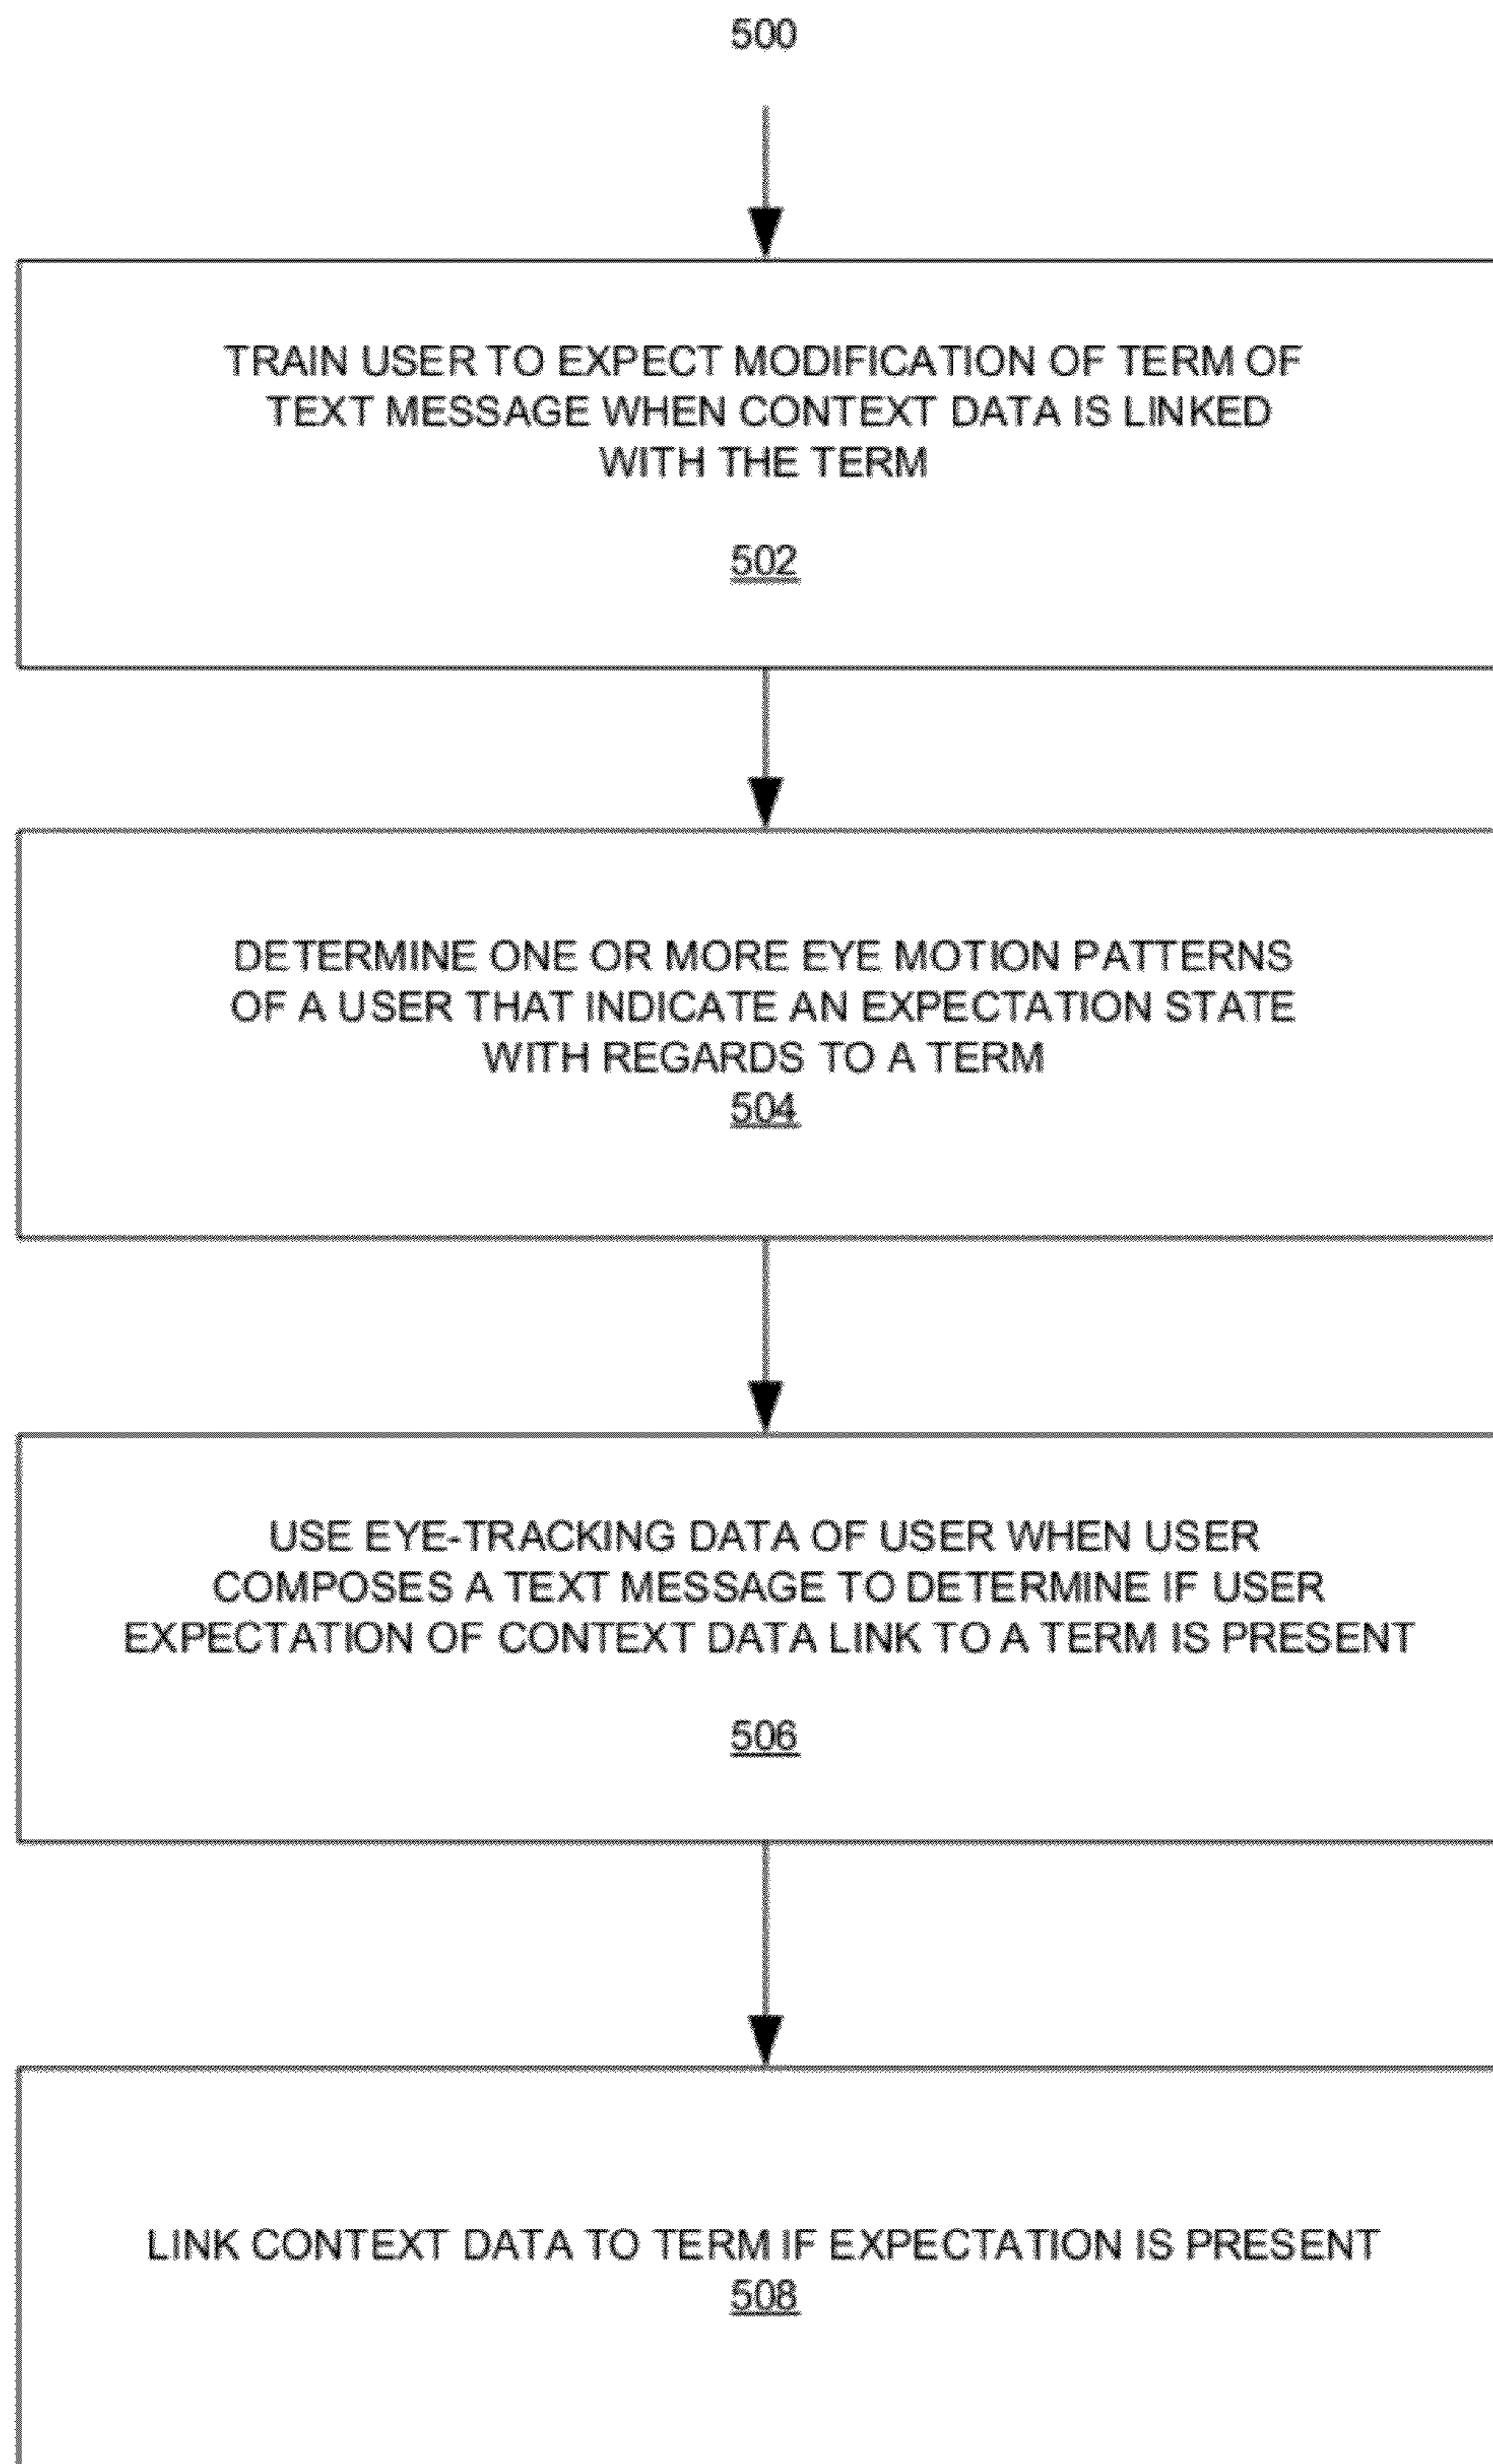 500
TRAIN USER TO EXPECT MODIFICATION OF TERM OF
TEXT MESSAGE WHEN CONTEXT DATA IS LINKED
WITH THE TERM
502
DETERMINE ONE OR MORE EYE MOTION PATTERNS
OF A USER THAT INDICATE AN EXPECTATION STATE
WITH REGARDS TO A TERM
504
USE EYE-TRACKING DATA OF USER WHEN USER
COMPOSES A TEXT MESSAGE TO DETERMINE IF USER
EXPECTATION OF CONTEXT DATA LINK TO A TERM IS PRESENT
506
LINK CONTEXT DATA TO TERM IF EXPECTATION IS PRESENT
508